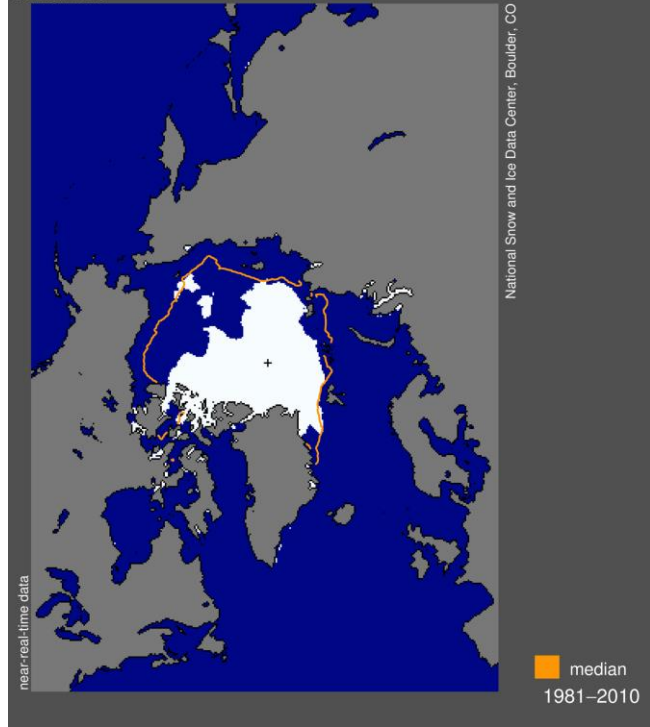 National Snow and Ice Data Center, Boulder, CO
near-real-time data
median
1981–2010